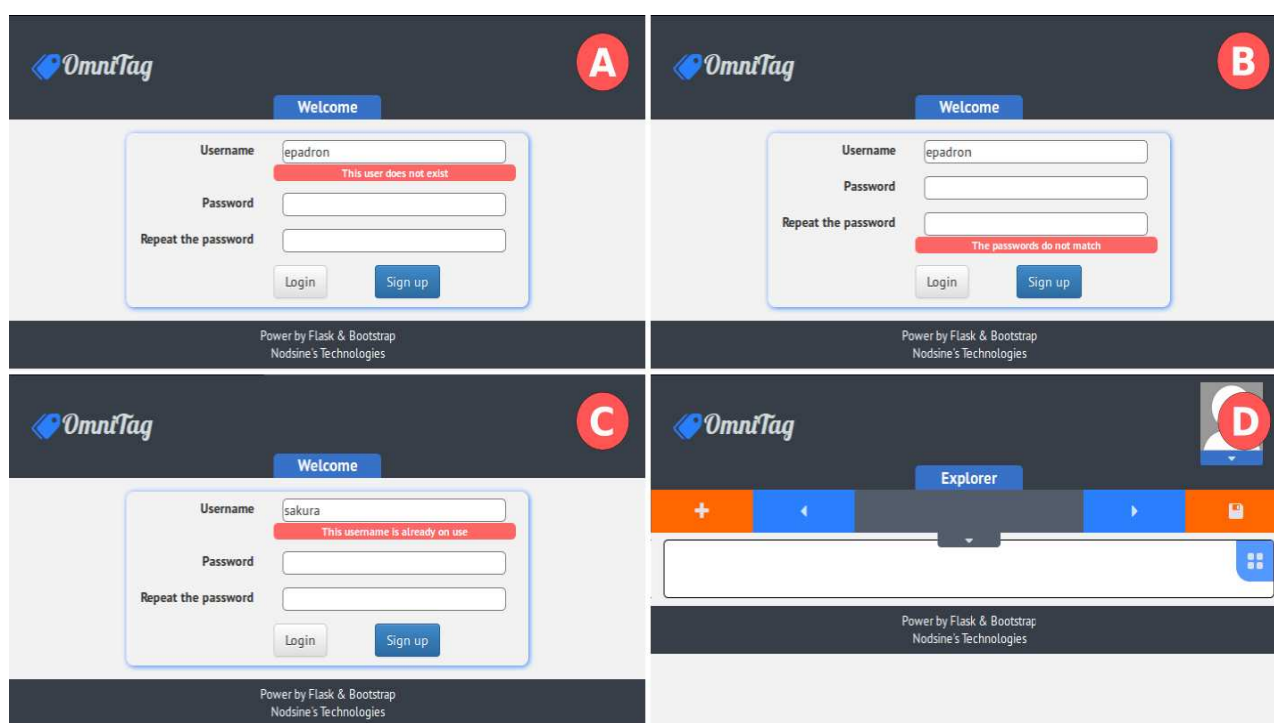 OmniTag
A
Welcome
Username
epadron
This user does not exist
Password
Repeat the password
Login
Sign up
Power by Flask & Bootstrap
Nodsine's Technologies
OmniTag
B
Welcome
Username
epadron
Password
Repeat the password
The passwords do not match
Login
Sign up
Power by Flask & Bootstrap
Nodsine's Technologies
OmniTag
C
Welcome
Username
sakura
This username is already on use
Password
Repeat the password
Login
Sign up
Power by Flask & Bootstrap
Nodsine's Technologies
OmniTag
D
Explorer
Power by Flask & Bootstrap
Nodsine's Technologies